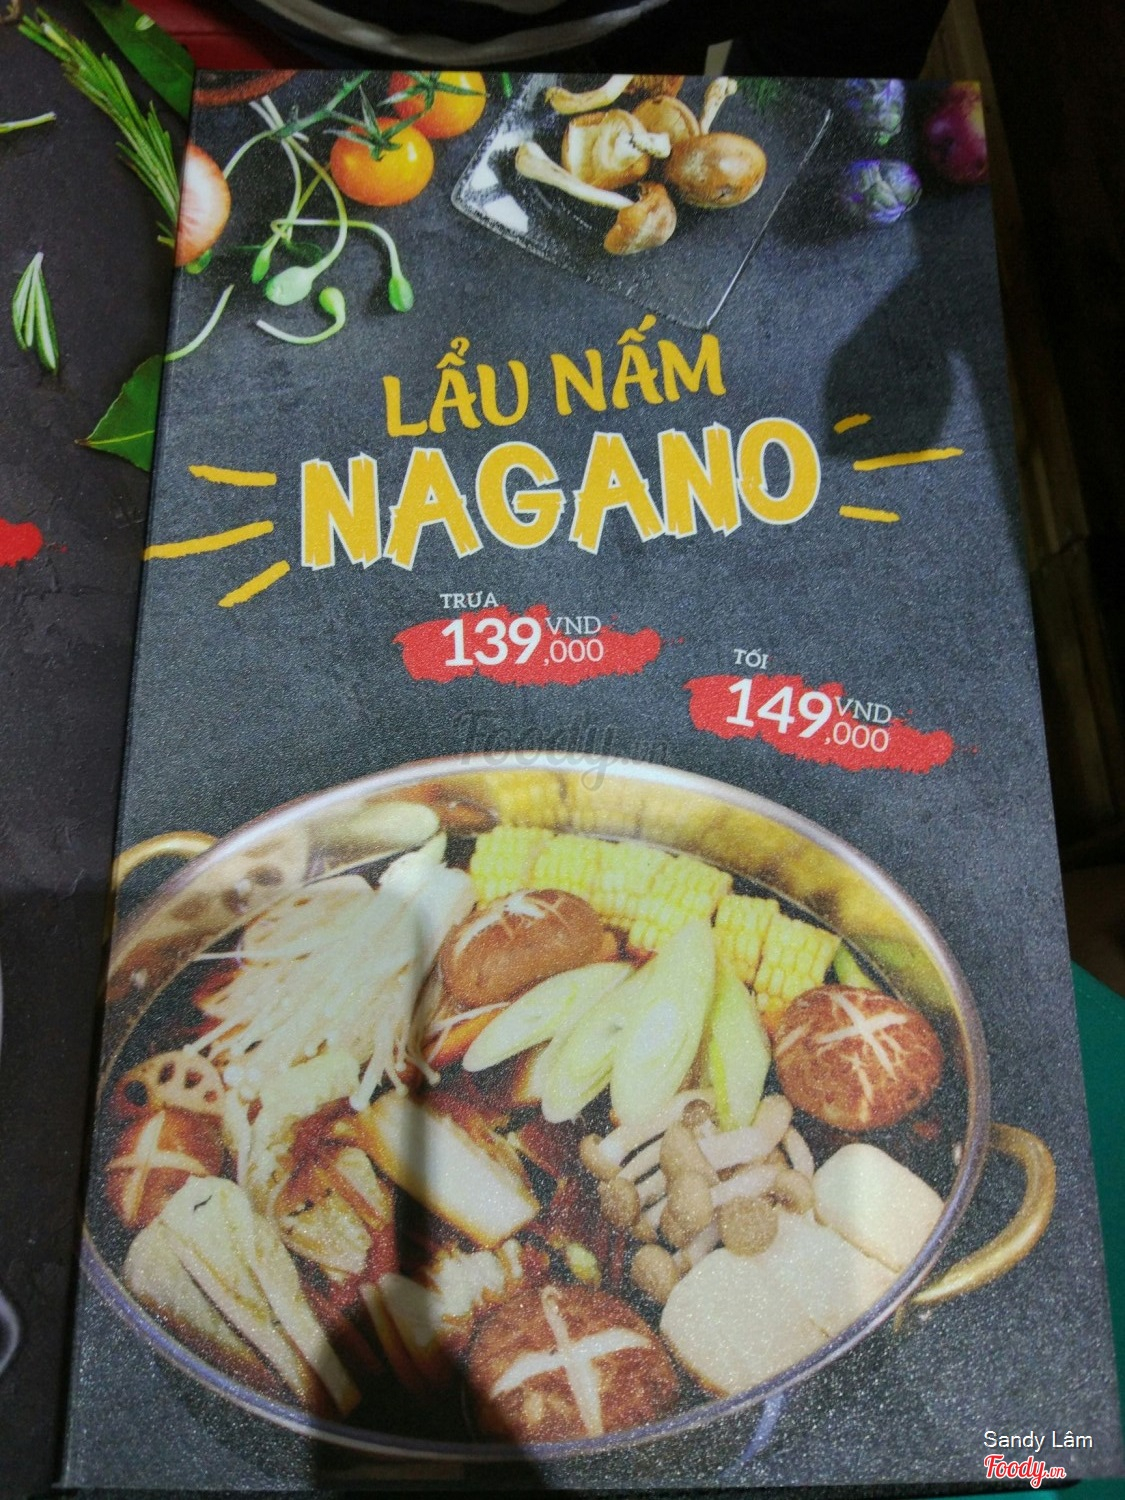 LẨU NẤM
NAGANO
TRƯA
139,000 VND
TỐI
149,000 VND
Foody.vn
Sandy Lâm
Foody.vn